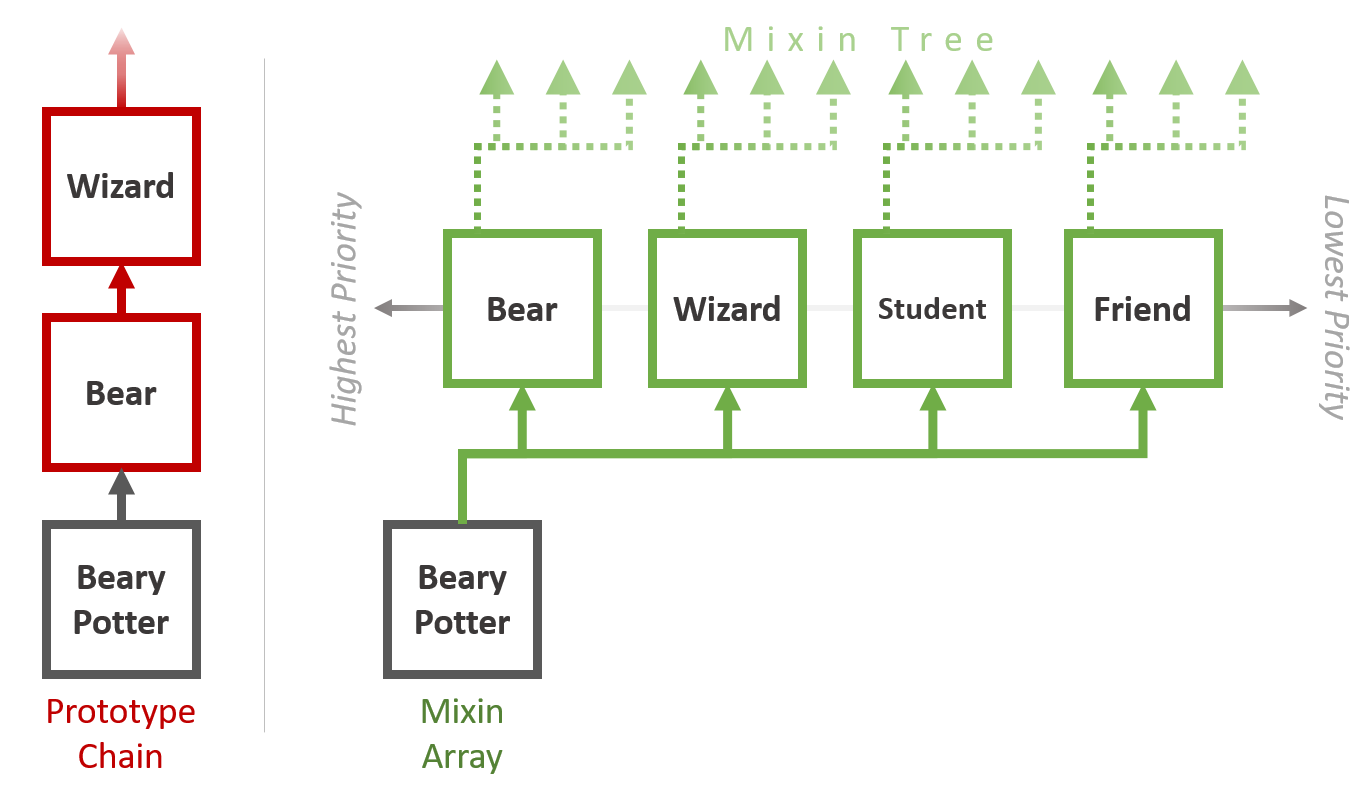 Wizard
Bear
Beary
Potter
Prototype
Chain
Mixin Tree
Highest Priority
Bear
Wizard
Student
Friend
Lowest Priority
Beary
Potter
Mixin
Array